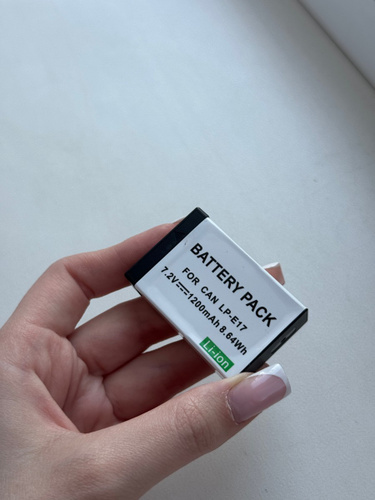 BATTERY PACK
FOR CAN LP-E17
7.2V⎓1200mAh 8.64Wh
Li-ion